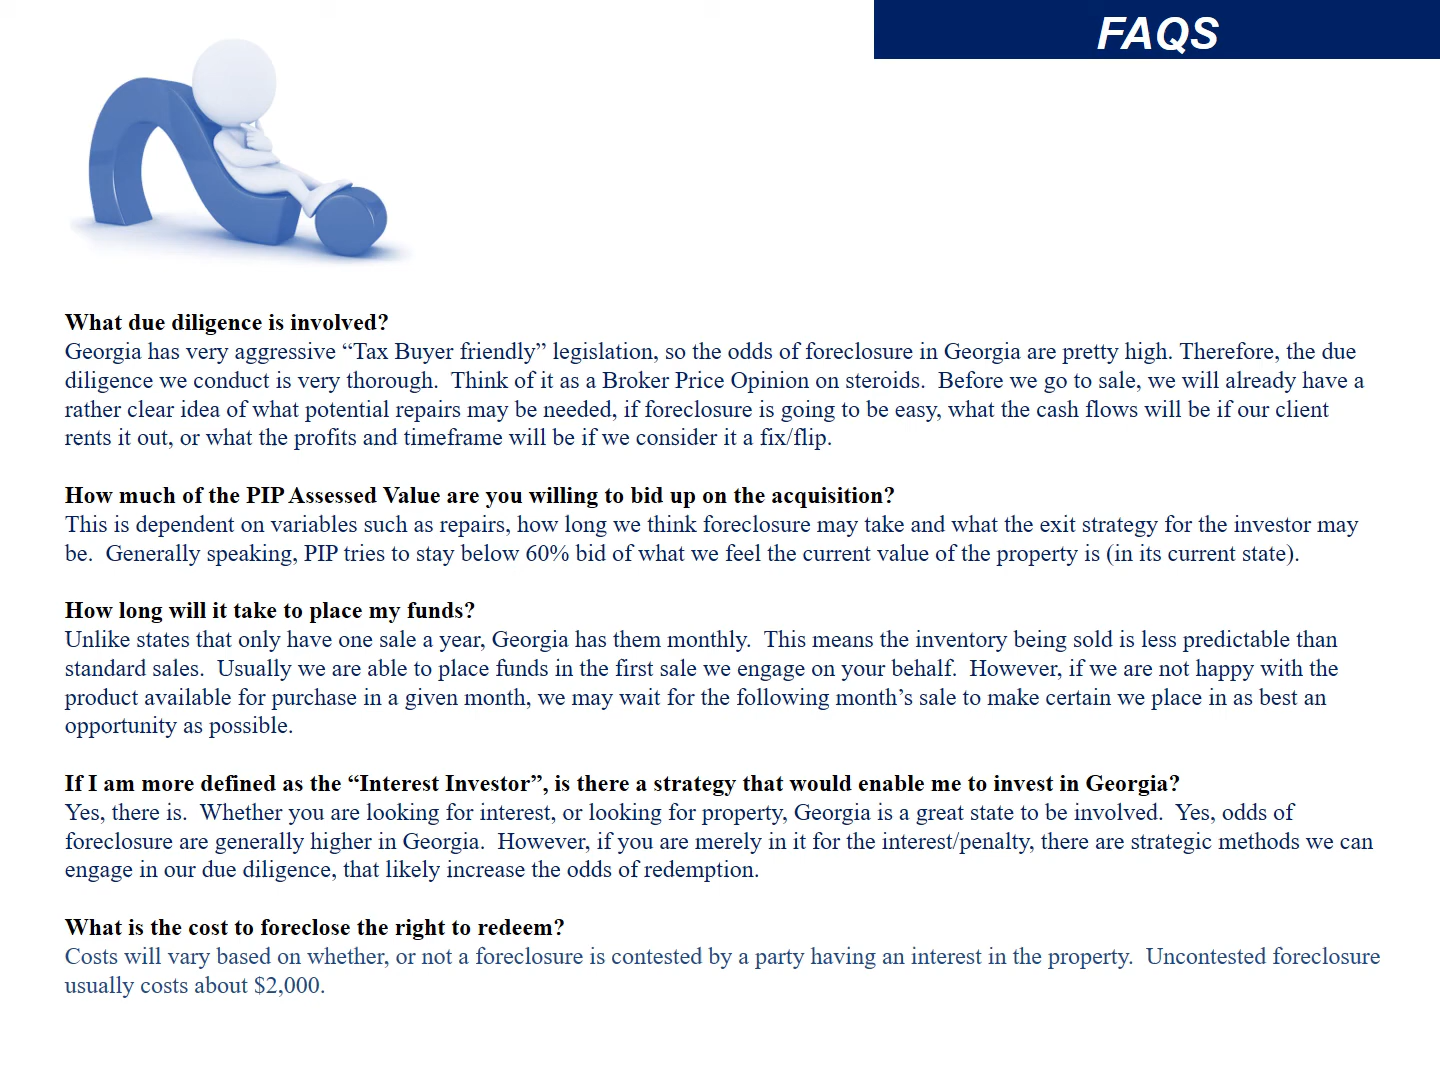 FAQS
What due diligence is involved?
Georgia has very aggressive “Tax Buyer friendly” legislation, so the odds of foreclosure in Georgia are pretty high. Therefore, the due
diligence we conduct is very thorough.  Think of it as a Broker Price Opinion on steroids.  Before we go to sale, we will already have a
rather clear idea of what potential repairs may be needed, if foreclosure is going to be easy, what the cash flows will be if our client
rents it out, or what the profits and timeframe will be if we consider it a fix/flip.
How much of the PIP Assessed Value are you willing to bid up on the acquisition?
This is dependent on variables such as repairs, how long we think foreclosure may take and what the exit strategy for the investor may
be.  Generally speaking, PIP tries to stay below 60% bid of what we feel the current value of the property is (in its current state).
How long will it take to place my funds?
Unlike states that only have one sale a year, Georgia has them monthly.  This means the inventory being sold is less predictable than
standard sales.  Usually we are able to place funds in the first sale we engage on your behalf.  However, if we are not happy with the
product available for purchase in a given month, we may wait for the following month’s sale to make certain we place in as best an
opportunity as possible.
If I am more defined as the “Interest Investor”, is there a strategy that would enable me to invest in Georgia?
Yes, there is.  Whether you are looking for interest, or looking for property, Georgia is a great state to be involved.  Yes, odds of
foreclosure are generally higher in Georgia.  However, if you are merely in it for the interest/penalty, there are strategic methods we can
engage in our due diligence, that likely increase the odds of redemption.
What is the cost to foreclose the right to redeem?
Costs will vary based on whether, or not a foreclosure is contested by a party having an interest in the property.  Uncontested foreclosure
usually costs about $2,000.